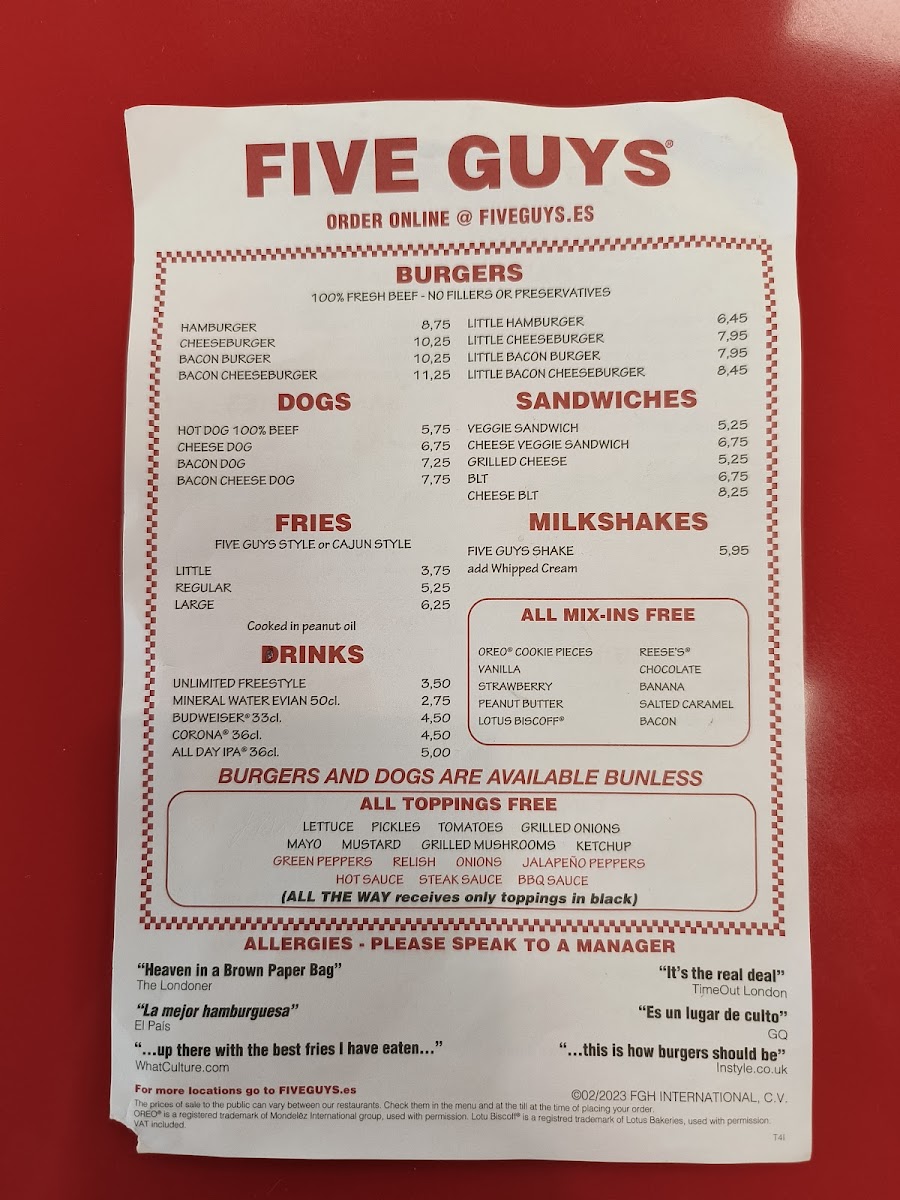 FIVE GUYS®
ORDER ONLINE @ FIVEGUYS.ES
BURGERS
100% FRESH BEEF - NO FILLERS OR PRESERVATIVES
HAMBURGER 8,75
CHEESEBURGER 10,25
BACON BURGER 10,25
BACON CHEESEBURGER 11,25
LITTLE HAMBURGER 6,45
LITTLE CHEESEBURGER 7,95
LITTLE BACON BURGER 7,95
LITTLE BACON CHEESEBURGER 8,45
DOGS
HOT DOG 100% BEEF 5,75
CHEESE DOG 6,75
BACON DOG 7,25
BACON CHEESE DOG 7,75
SANDWICHES
VEGGIE SANDWICH 5,25
CHEESE VEGGIE SANDWICH 6,75
GRILLED CHEESE 5,25
BLT 6,75
CHEESE BLT 8,25
FRIES
FIVE GUYS STYLE or CAJUN STYLE
LITTLE 3,75
REGULAR 5,25
LARGE 6,25
Cooked in peanut oil
MILKSHAKES
FIVE GUYS SHAKE 5,95
add Whipped Cream
ALL MIX-INS FREE
OREO® COOKIE PIECES REESE'S®
VANILLA CHOCOLATE
STRAWBERRY BANANA
PEANUT BUTTER SALTED CARAMEL
LOTUS BISCOFF® BACON
DRINKS
UNLIMITED FREESTYLE 3,50
MINERAL WATER EVIAN 50cl. 2,75
BUDWEISER® 33cl. 4,50
CORONA® 36cl. 4,50
ALL DAY IPA® 36cl. 5,00
BURGERS AND DOGS ARE AVAILABLE BUNLESS
ALL TOPPINGS FREE
LETTUCE PICKLES TOMATOES GRILLED ONIONS
MAYO MUSTARD GRILLED MUSHROOMS KETCHUP
GREEN PEPPERS RELISH ONIONS JALAPEÑO PEPPERS
HOT SAUCE STEAK SAUCE BBQ SAUCE
(ALL THE WAY receives only toppings in black)
ALLERGIES - PLEASE SPEAK TO A MANAGER
"Heaven in a Brown Paper Bag"
The Londoner
"It's the real deal"
TimeOut London
"La mejor hamburguesa"
El País
"Es un lugar de culto"
GQ
"...up there with the best fries I have eaten..."
WhatCulture.com
"...this is how burgers should be"
Instyle.co.uk
For more locations go to FIVEGUYS.es
©02/2023 FGH INTERNATIONAL, C.V.
The prices of sale to the public can vary between our restaurants. Check them in the menu and at the till at the time of placing your order.
OREO® is a registered trademark of Mondelēz International group, used with permission. Lotu Biscoff® is a registred trademark of Lotus Bakeries, used with permission.
VAT included.
T4I